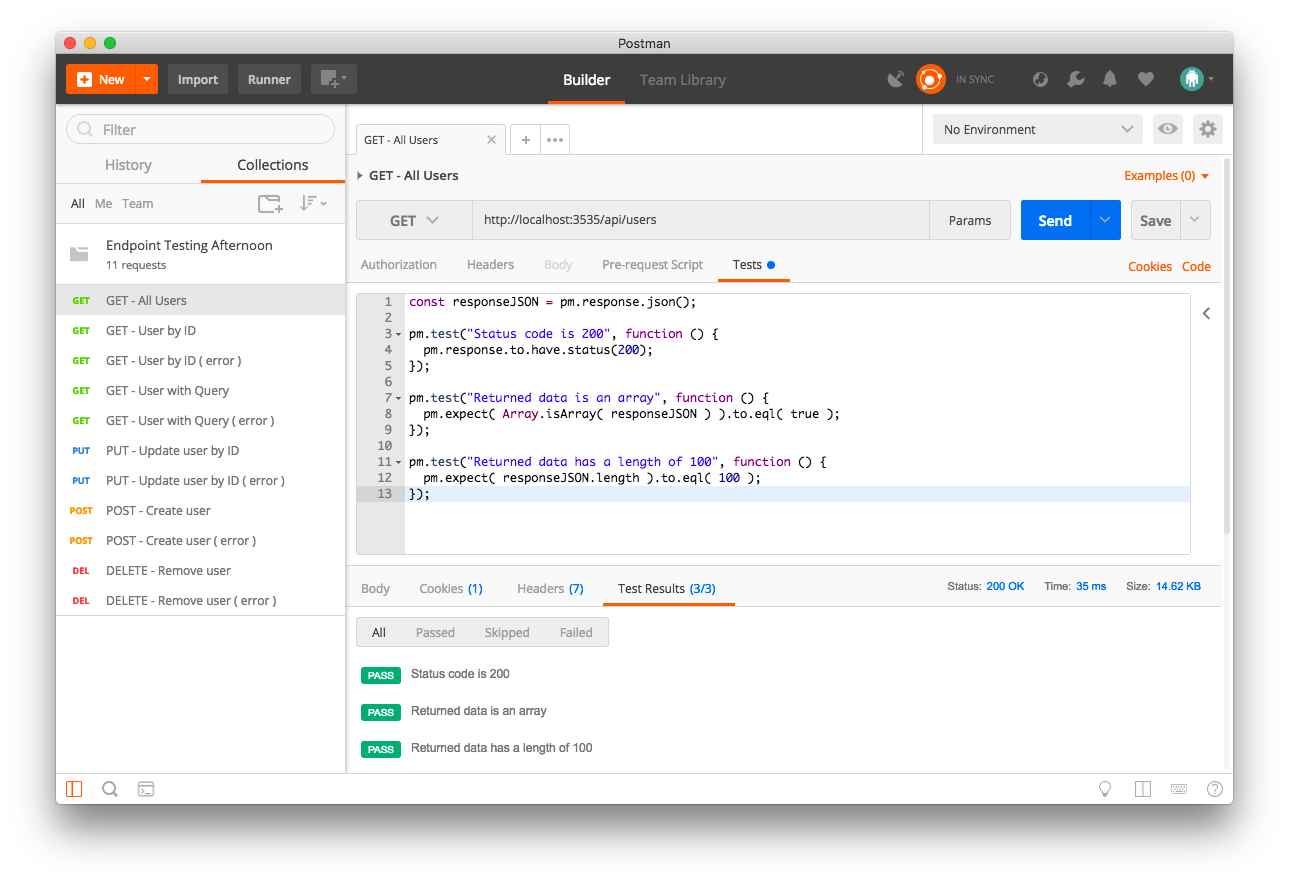 Postman
New
Import
Runner
Builder
Team Library
IN SYNC
Filter
History
Collections
All Me Team
Endpoint Testing Afternoon
11 requests
GET GET - All Users
GET GET - User by ID
GET GET - User by ID ( error )
GET GET - User with Query
GET GET - User with Query ( error )
PUT PUT - Update user by ID
PUT PUT - Update user by ID ( error )
POST POST - Create user
POST POST - Create user ( error )
DEL DELETE - Remove user
DEL DELETE - Remove user ( error )
GET - All Users
No Environment
GET - All Users
Examples (0)
GET
http://localhost:3535/api/users
Params
Send
Save
Authorization Headers Body Pre-request Script Tests
Cookies Code
1 const responseJSON = pm.response.json();
2
3 pm.test("Status code is 200", function () {
4 pm.response.to.have.status(200);
5 });
6
7 pm.test("Returned data is an array", function () {
8 pm.expect( Array.isArray( responseJSON ) ).to.eql( true );
9 });
10
11 pm.test("Returned data has a length of 100", function () {
12 pm.expect( responseJSON.length ).to.eql( 100 );
13 });
Body Cookies (1) Headers (7) Test Results (3/3)
Status: 200 OK Time: 35 ms Size: 14.62 KB
All Passed Skipped Failed
PASS Status code is 200
PASS Returned data is an array
PASS Returned data has a length of 100